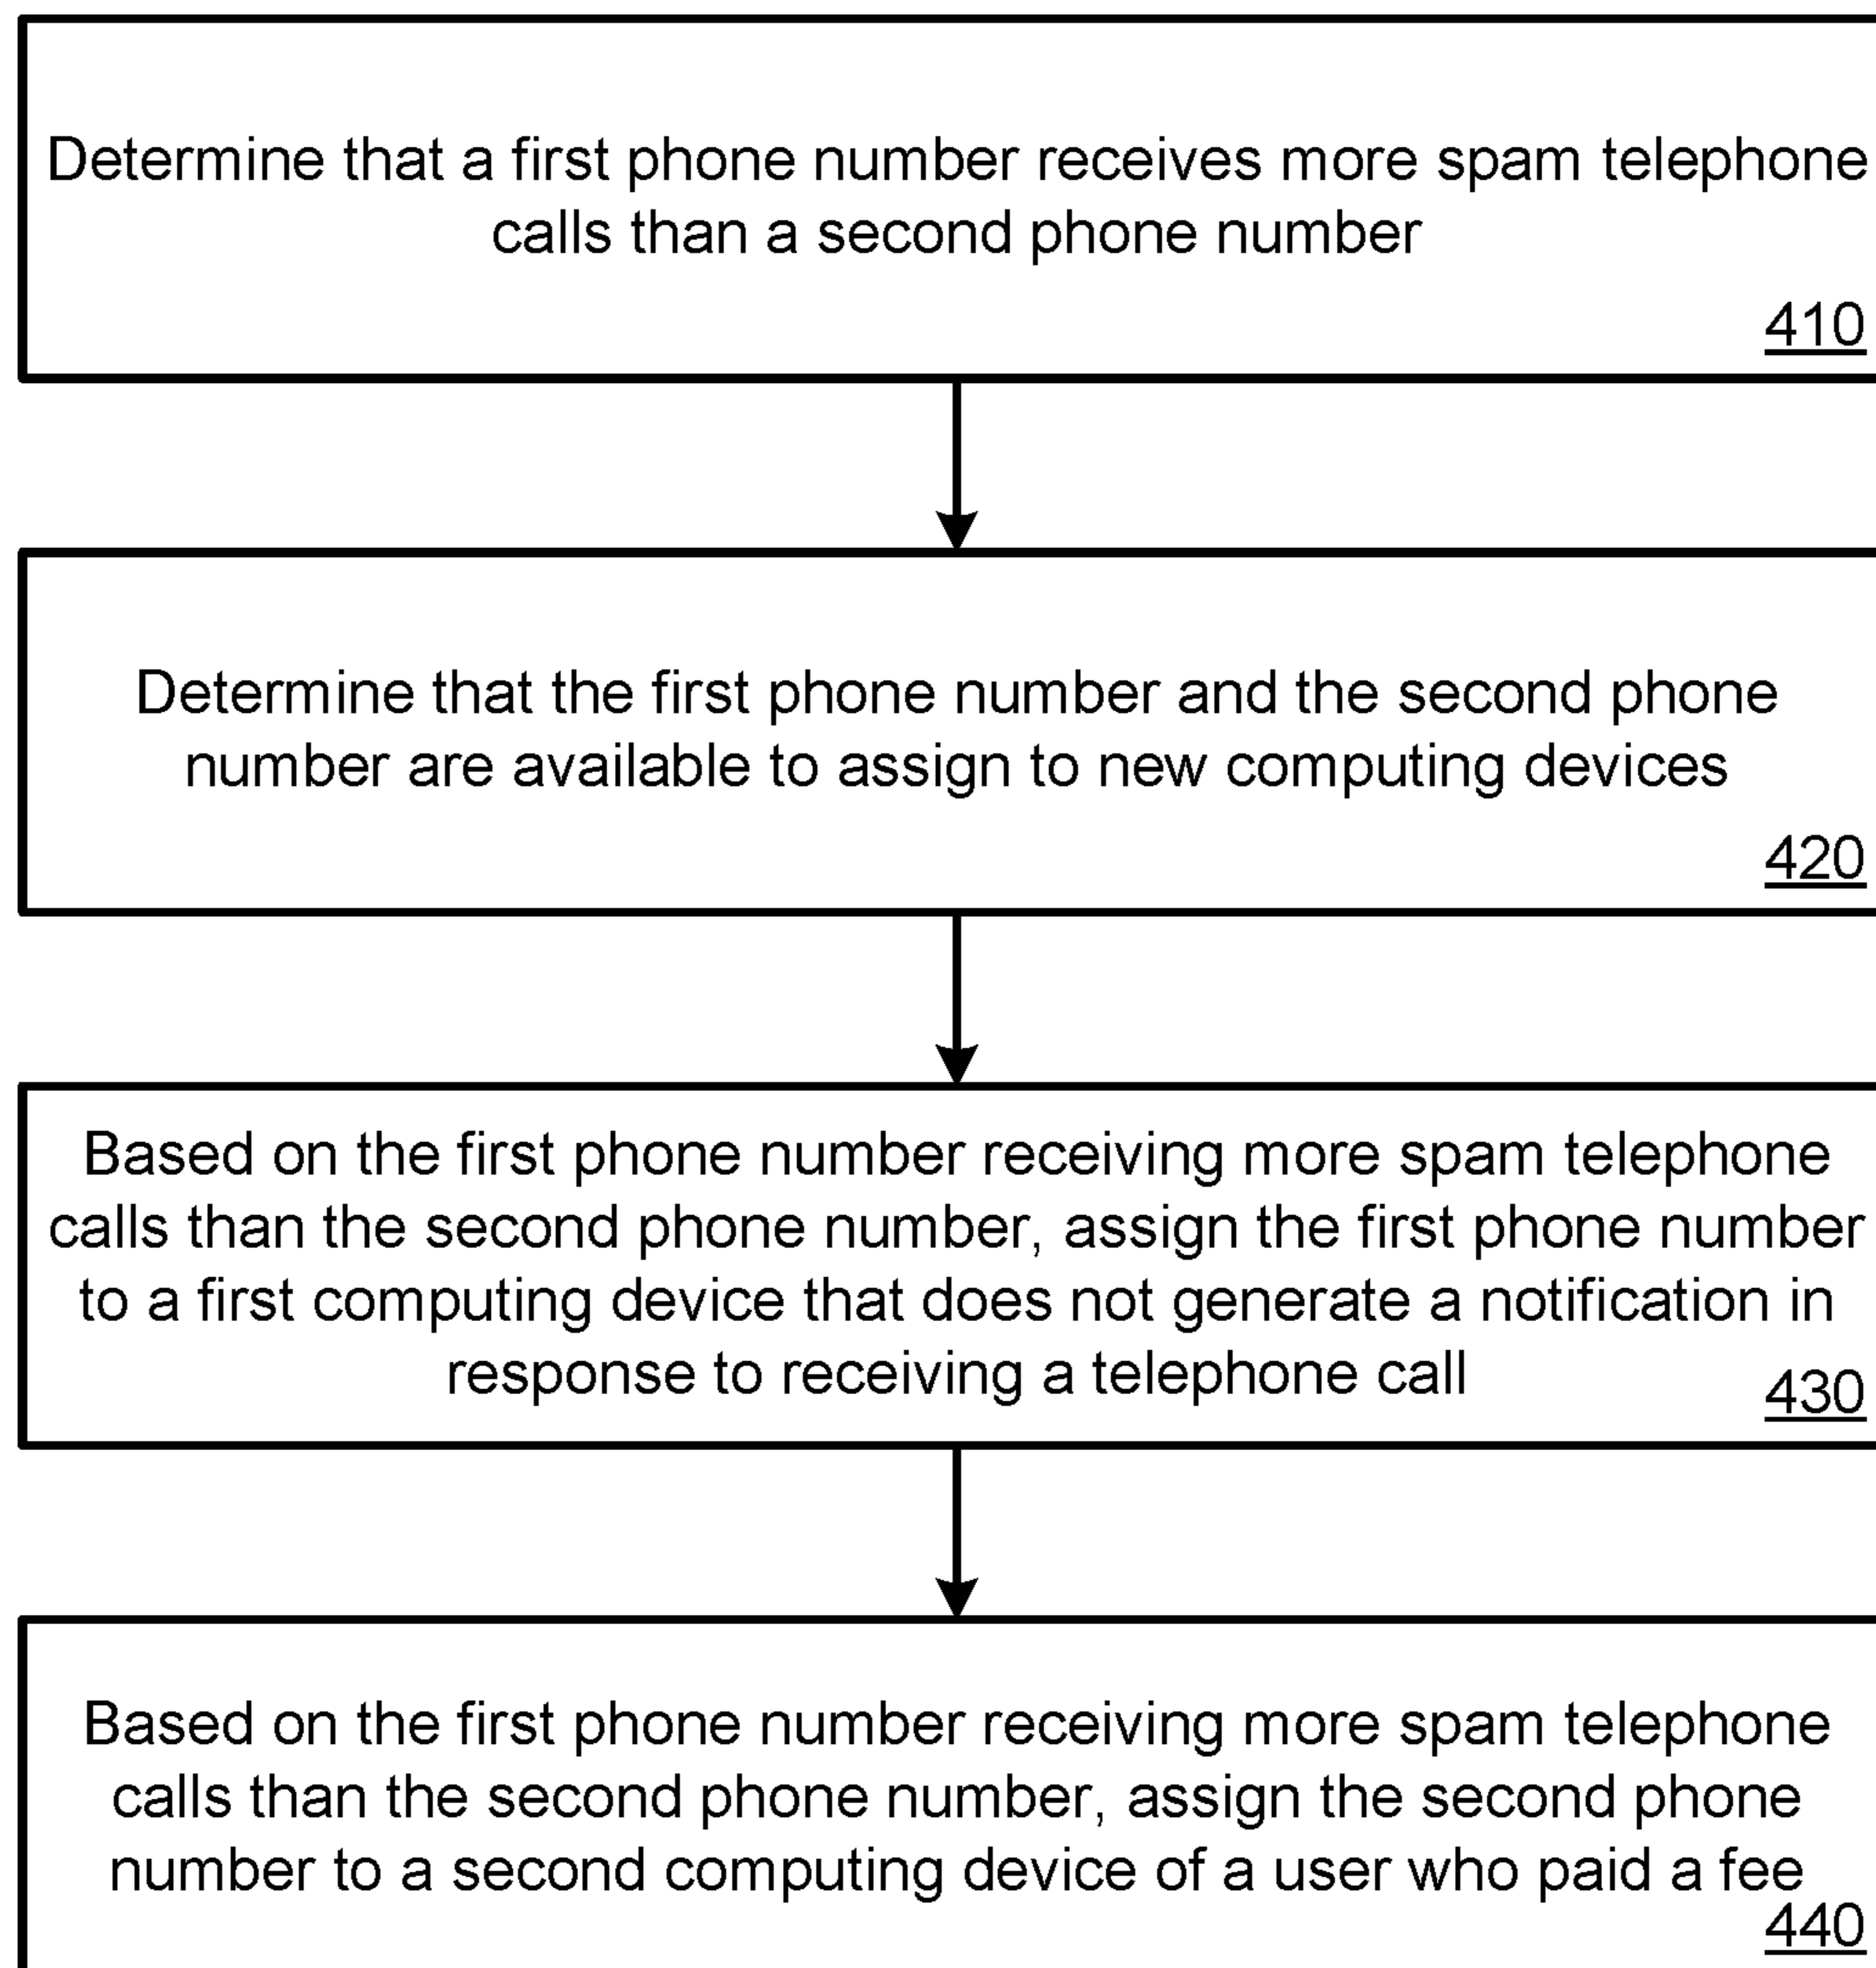 Determine that a first phone number receives more spam telephone
calls than a second phone number
410
Determine that the first phone number and the second phone
number are available to assign to new computing devices
420
Based on the first phone number receiving more spam telephone
calls than the second phone number, assign the first phone number
to a first computing device that does not generate a notification in
response to receiving a telephone call
430
Based on the first phone number receiving more spam telephone
calls than the second phone number, assign the second phone
number to a second computing device of a user who paid a fee
440